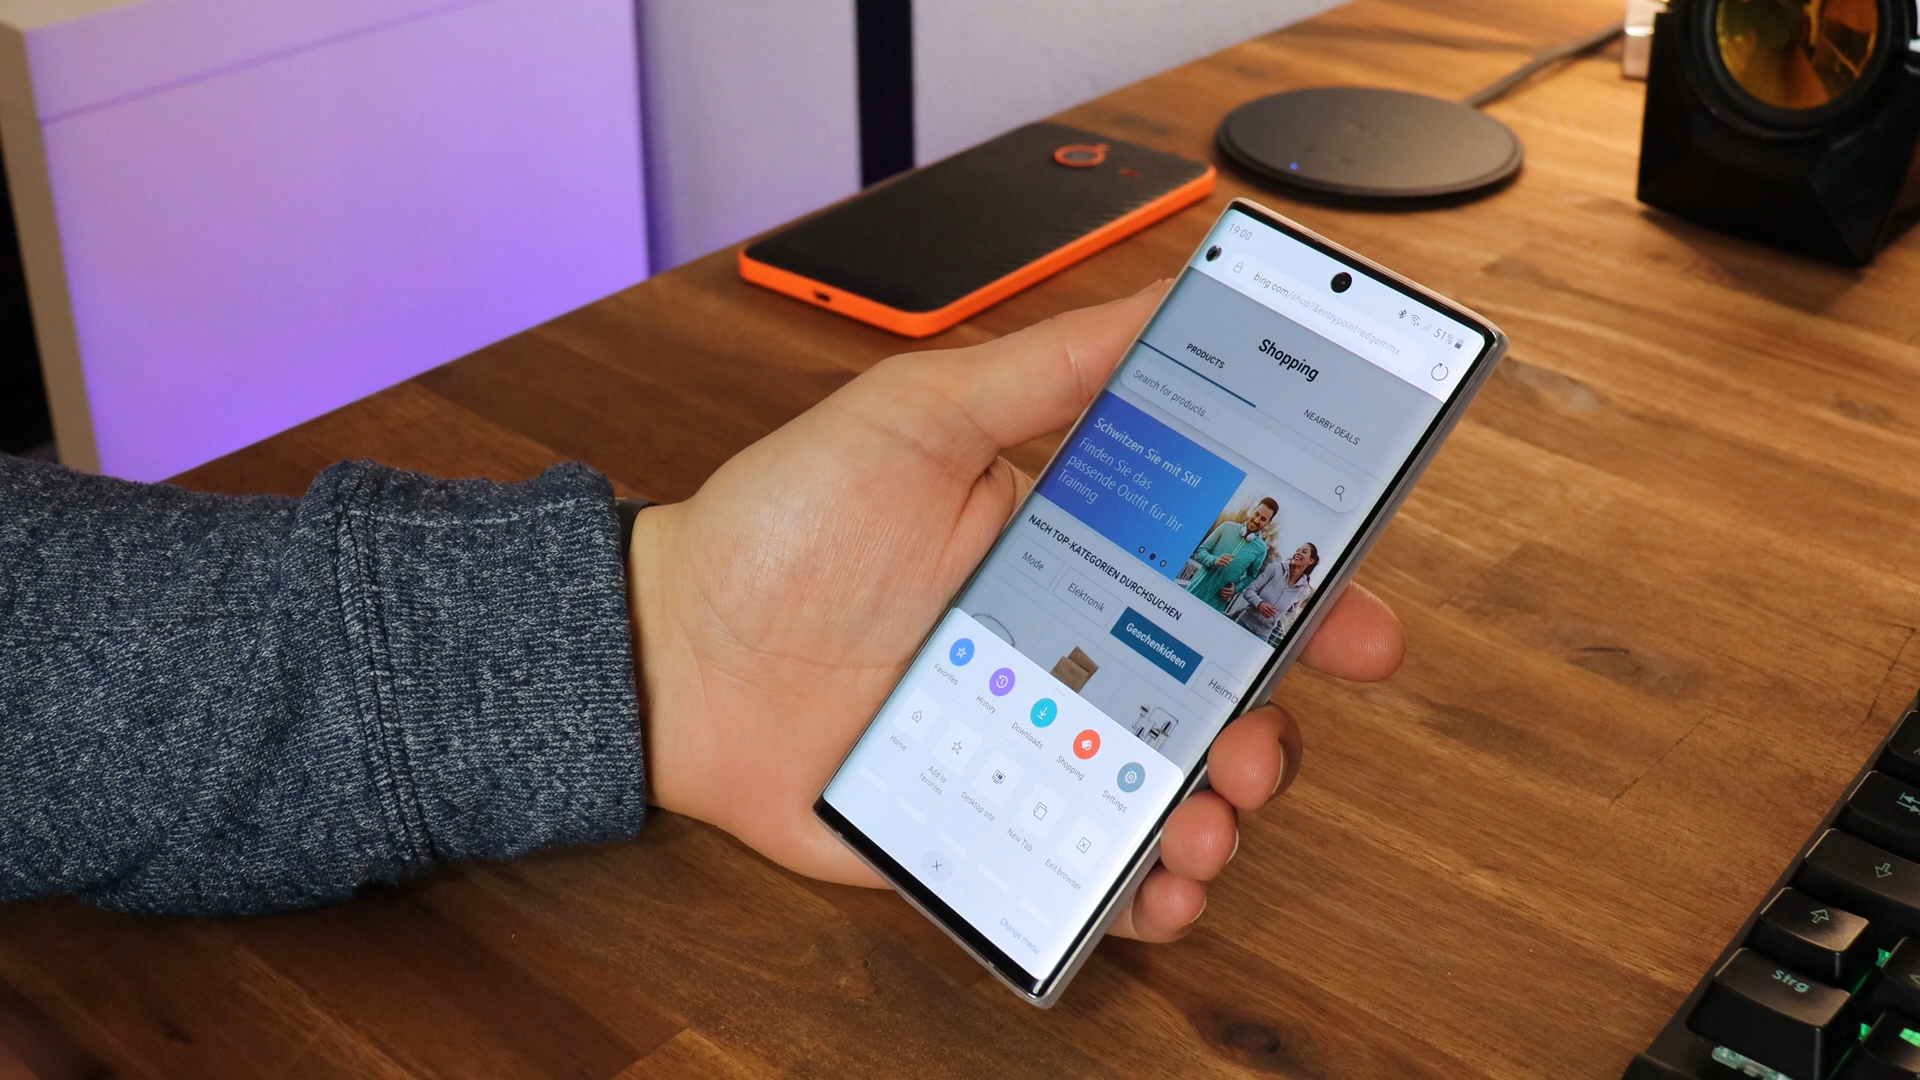 19:00
51%
bing.com/shop?&entrypoint=edgemmx
Shopping
PRODUCTS
NEARBY DEALS
Search for products...
Schwitzen Sie mit Stil
Finden Sie das
passende Outfit für Ihr
Training
NACH TOP-KATEGORIEN DURCHSUCHEN
Mode
Elektronik
Geschenkideen
Heimb
Favorites
History
Downloads
Shopping
Settings
Home
Add to
favorites
Desktop site
New Tab
Exit browser
Change menu
Strg